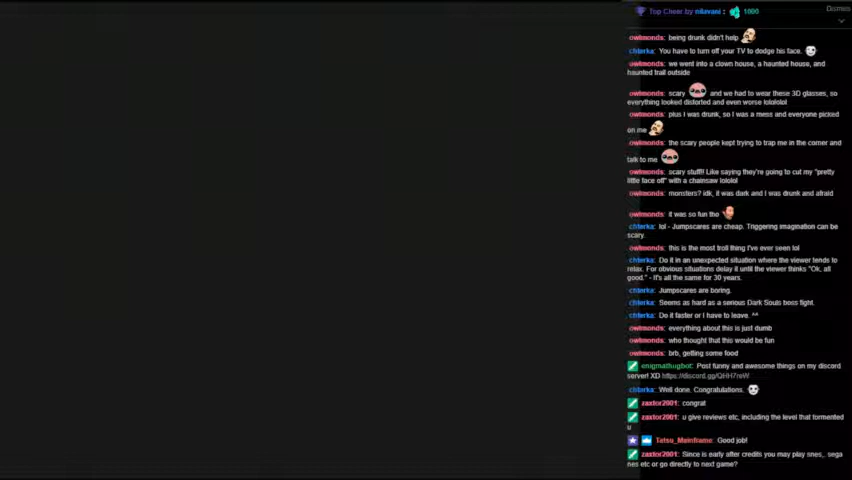 Top Cheer by nilavani : 1000
Dismiss
owlmonds: being drunk didn't help
chlerka: You have to turn off your TV to dodge his face.
owlmonds: we went into a clown house, a haunted house, and
haunted trail outside
owlmonds: scary and we had to wear these 3D glasses, so
everything looked distorted and even worse lolololol
owlmonds: plus I was drunk, so I was a mess and everyone picked
on me
owlmonds: the scary people kept trying to trap me in the corner and
talk to me
owlmonds: scary stuff!! Like saying they're going to cut my "pretty
little face off" with a chainsaw lololol
owlmonds: monsters? idk, it was dark and I was drunk and afraid
owlmonds: it was so fun tho
chlerka: lol - Jumpscares are cheap. Triggering imagination can be
scary.
owlmonds: this is the most troll thing I've ever seen lol
chlerka: Do it in an unexpected situation where the viewer tends to
relax. For obvious situations delay it until the viewer thinks "Ok, all
good." - It's all the same for 30 years.
chlerka: Jumpscares are boring.
chlerka: Seems as hard as a serious Dark Souls boss fight.
chlerka: Do it faster or I have to leave. ^^
owlmonds: everything about this is just dumb
owlmonds: who thought that this would be fun
owlmonds: brb, getting some food
enigmathugbot: Post funny and awesome things on my discord
server! XD https://discord.gg/QiHH7reW
chlerka: Well done. Congratulations.
zaxtor2001: congrat
zaxtor2001: u give reviews etc, including the level that tormented
u
Tetsu_Mainframe: Good job!
zaxtor2001: Since is early after credits you may play snes, sega
nes etc or go directly to next game?